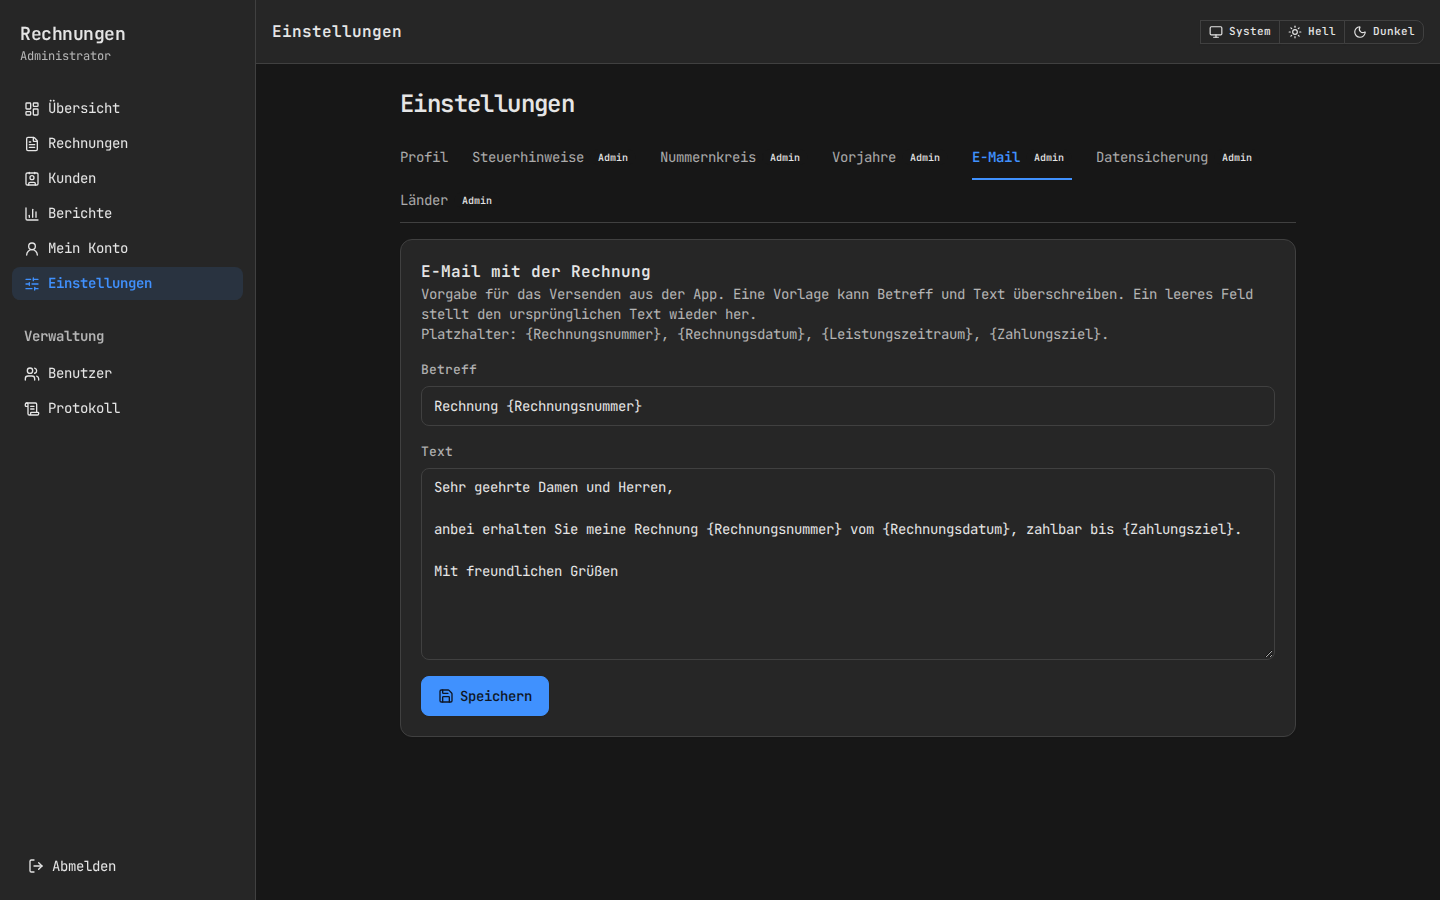 Rechnungen
Administrator
Übersicht
Rechnungen
Kunden
Berichte
Mein Konto
Einstellungen
Verwaltung
Benutzer
Protokoll
Abmelden
Einstellungen
System Hell Dunkel
Einstellungen
Profil Steuerhinweise Admin Nummernkreis Admin Vorjahre Admin E-Mail Admin Datensicherung Admin
Länder Admin
E-Mail mit der Rechnung
Vorgabe für das Versenden aus der App. Eine Vorlage kann Betreff und Text überschreiben. Ein leeres Feld
stellt den ursprünglichen Text wieder her.
Platzhalter: {Rechnungsnummer}, {Rechnungsdatum}, {Leistungszeitraum}, {Zahlungsziel}.
Betreff
Rechnung {Rechnungsnummer}
Text
Sehr geehrte Damen und Herren,
anbei erhalten Sie meine Rechnung {Rechnungsnummer} vom {Rechnungsdatum}, zahlbar bis {Zahlungsziel}.
Mit freundlichen Grüßen
Speichern